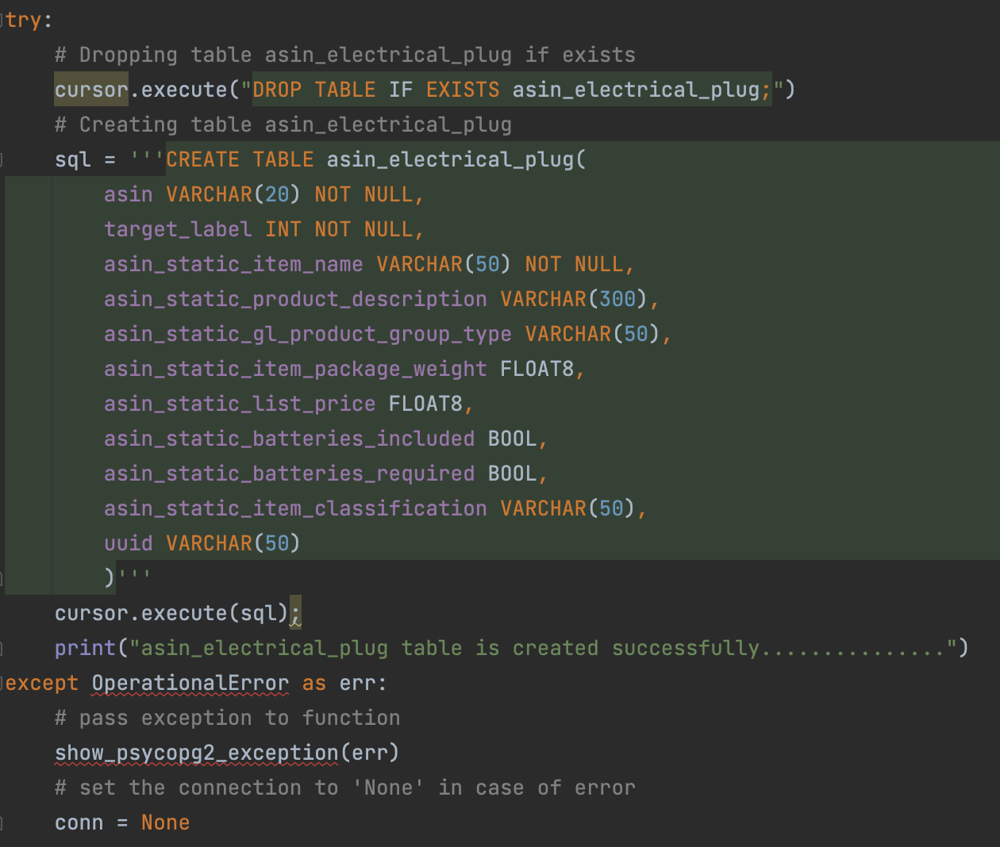 try:
    # Dropping table asin_electrical_plug if exists
    cursor.execute("DROP TABLE IF EXISTS asin_electrical_plug;")
    # Creating table asin_electrical_plug
    sql = '''CREATE TABLE asin_electrical_plug(
        asin VARCHAR(20) NOT NULL,
        target_label INT NOT NULL,
        asin_static_item_name VARCHAR(50) NOT NULL,
        asin_static_product_description VARCHAR(300),
        asin_static_gl_product_group_type VARCHAR(50),
        asin_static_item_package_weight FLOAT8,
        asin_static_list_price FLOAT8,
        asin_static_batteries_included BOOL,
        asin_static_batteries_required BOOL,
        asin_static_item_classification VARCHAR(50),
        uuid VARCHAR(50)
        )'''
    cursor.execute(sql);
    print("asin_electrical_plug table is created successfully...............")
except OperationalError as err:
    # pass exception to function
    show_psycopg2_exception(err)
    # set the connection to 'None' in case of error
    conn = None